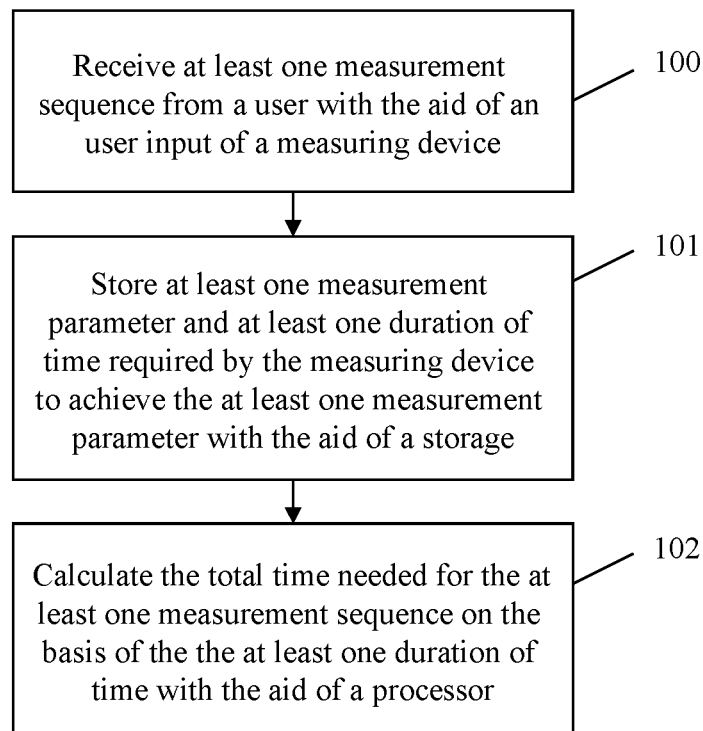 Receive at least one measurement
sequence from a user with the aid of an
user input of a measuring device
100
Store at least one measurement
parameter and at least one duration of
time required by the measuring device
to achieve the at least one measurement
parameter with the aid of a storage
101
Calculate the total time needed for the at
least one measurement sequence on the
basis of the the at least one duration of
time with the aid of a processor
102